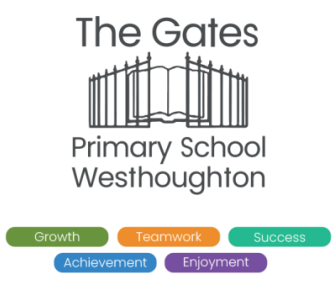 The Gates
Primary School
Westhoughton
Growth Teamwork Success
Achievement Enjoyment